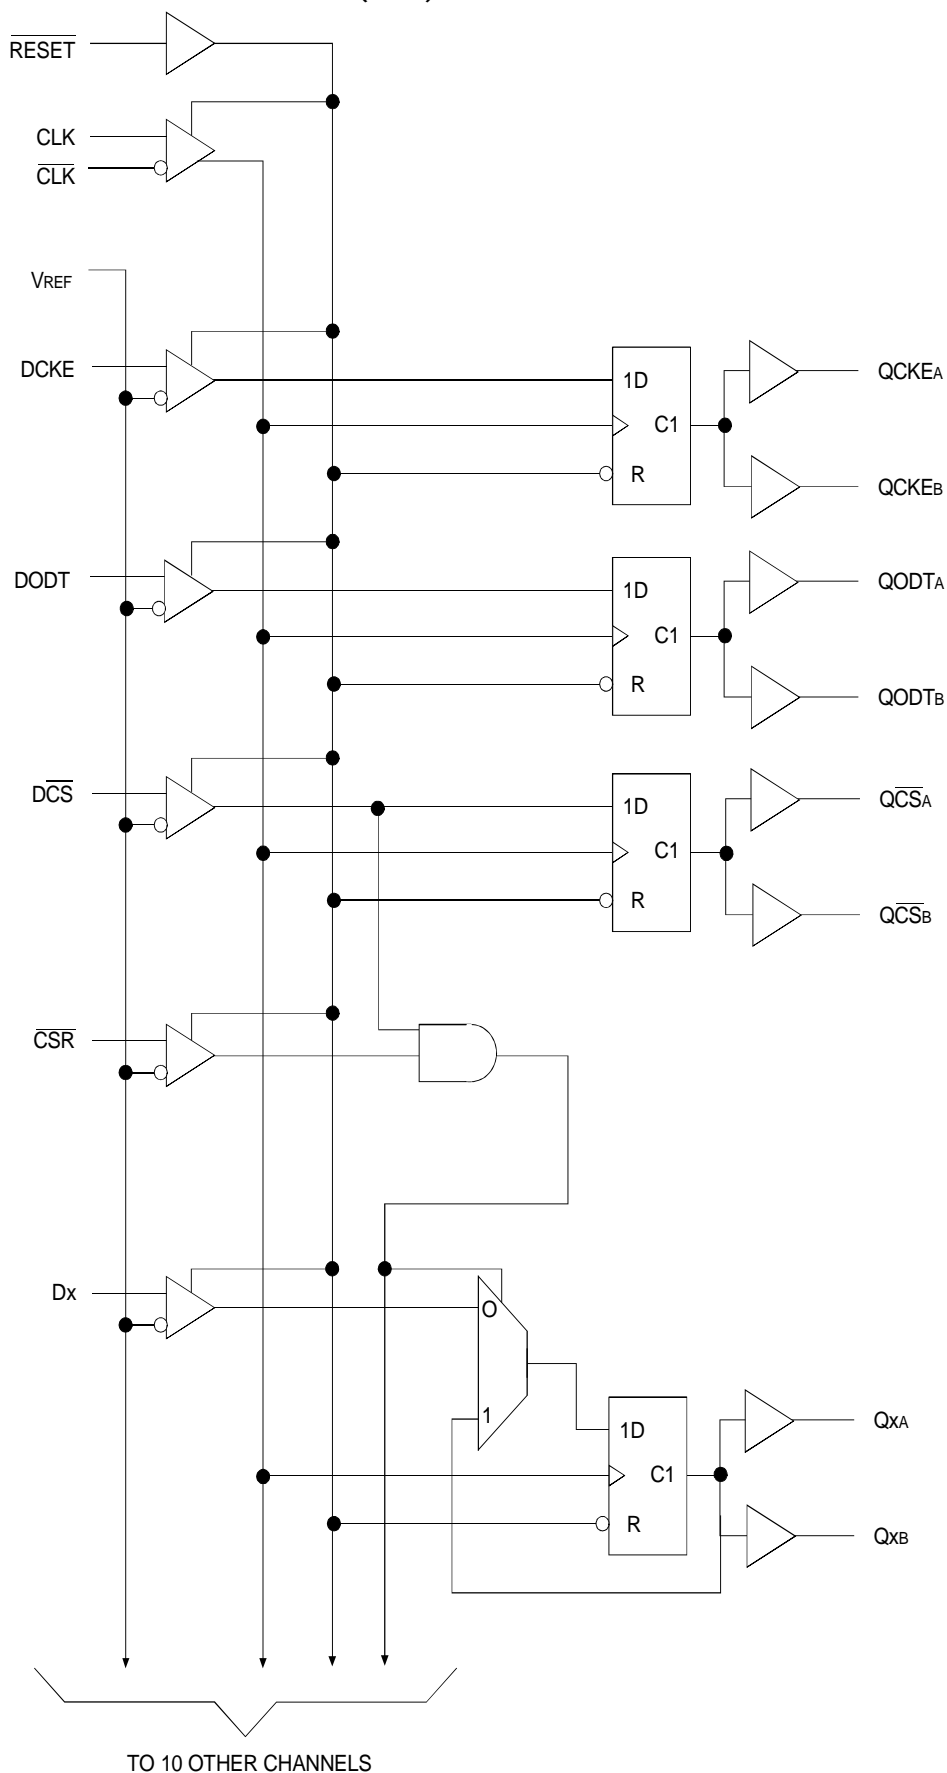 RESET
CLK
CLK
VREF
DCKE
1D
C1
R
QCKEA
QCKEB
DODT
1D
C1
R
QODTA
QODTB
DCS
1D
C1
R
QCSA
QCSB
CSR
Dx
O
1
1D
C1
R
QxA
QxB
TO 10 OTHER CHANNELS